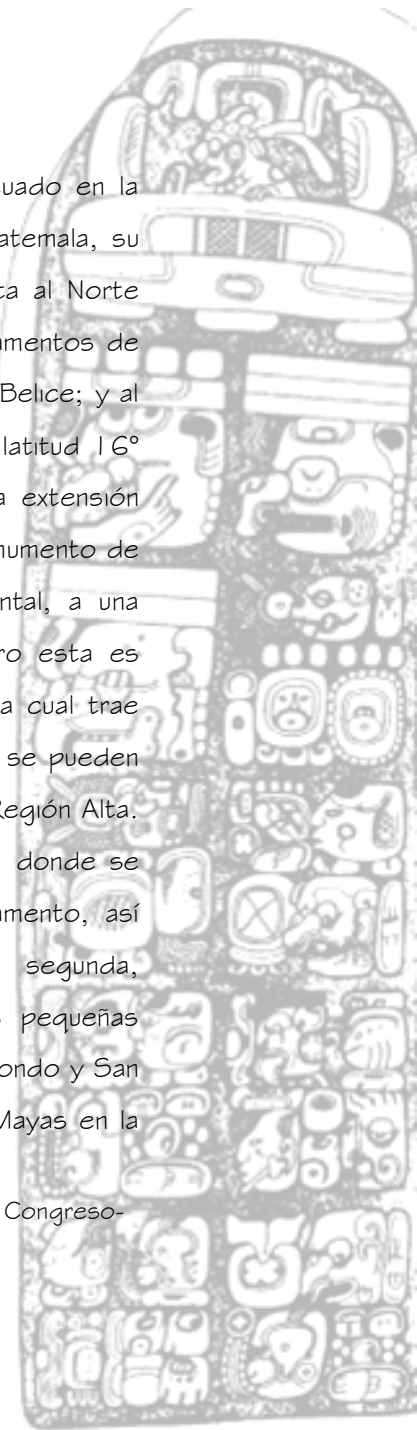 uado en la
atemala, su
ta al Norte
amentos de
Belice; y al
latitud 16°
a extensión
numento de
ntal, a una
ro esta es
a cual trae
se pueden
Región Alta.
donde se
amento, así
segunda,
pequeñas
ondo y San
Mayas en la
Congreso-